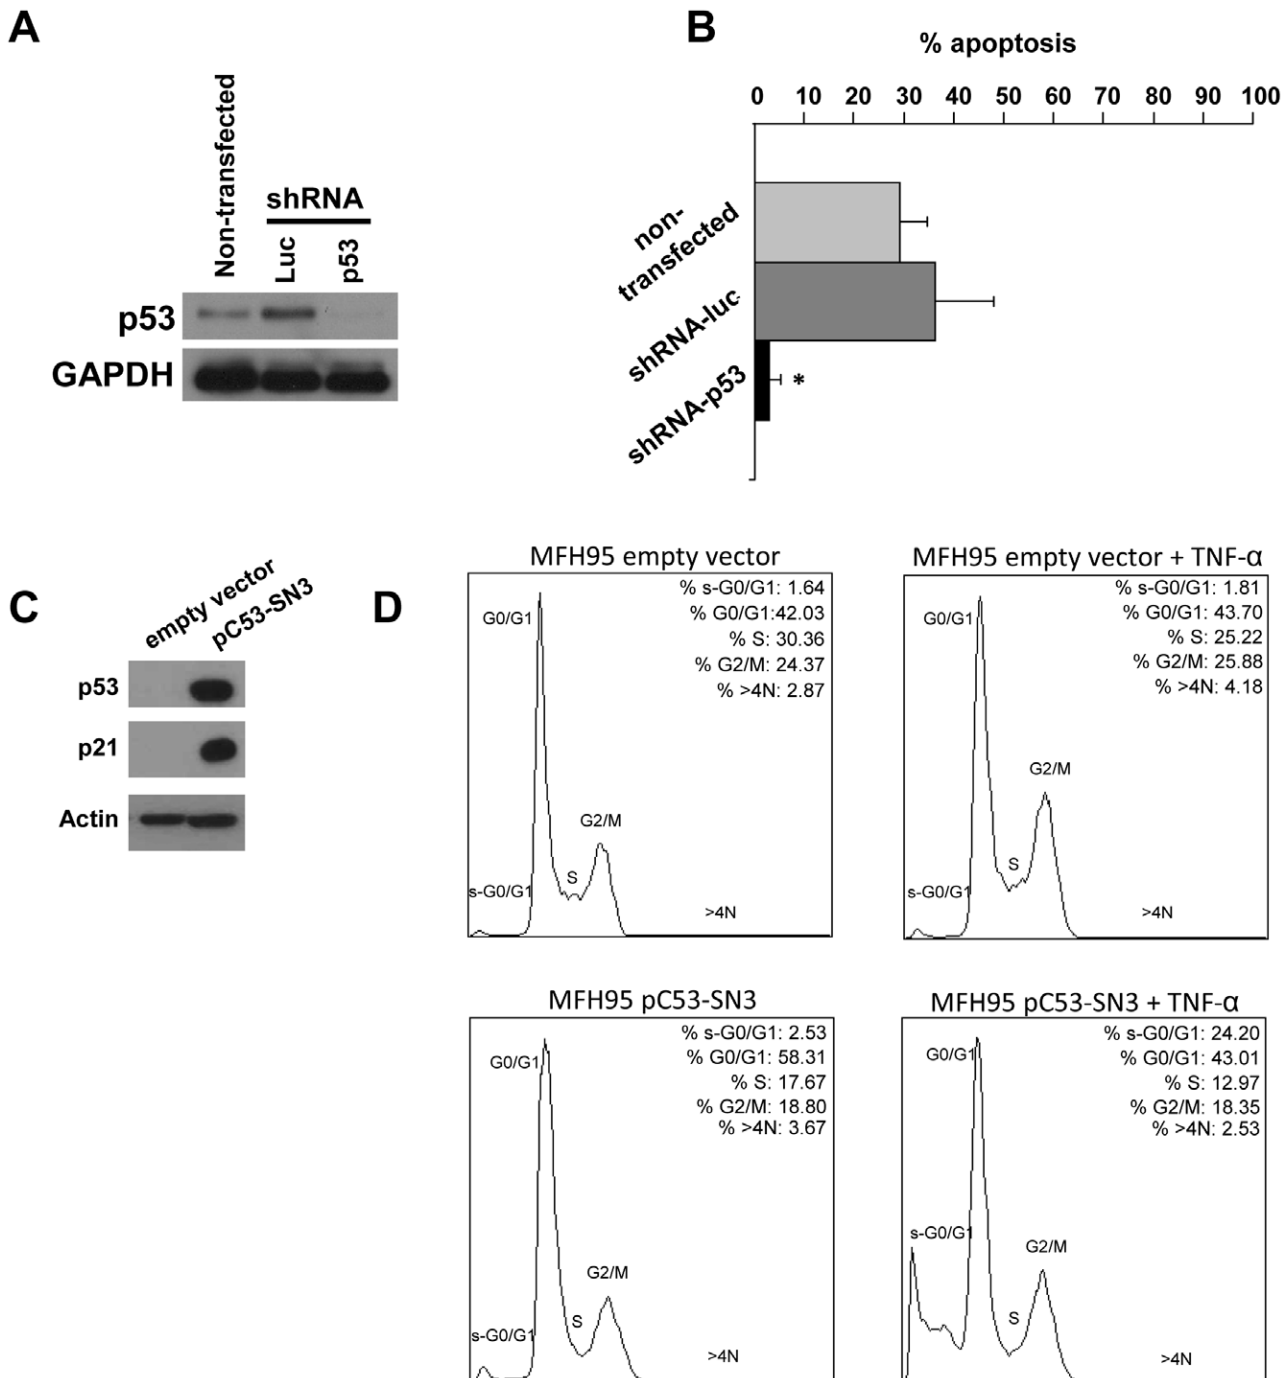 A
Non-transfected
shRNA
Luc
p53
p53
GAPDH
B
% apoptosis
0 10 20 30 40 50 60 70 80 90 100
non-
transfected
shRNA-luc
shRNA-p53
*
C
empty vector
pC53-SN3
p53
p21
Actin
D
MFH95 empty vector
% s-G0/G1: 1.64
% G0/G1:42.03
% S: 30.36
% G2/M: 24.37
% >4N: 2.87
G0/G1
G2/M
S
s-G0/G1
>4N
MFH95 empty vector + TNF-α
% s-G0/G1: 1.81
% G0/G1: 43.70
% S: 25.22
% G2/M: 25.88
% >4N: 4.18
G0/G1
G2/M
S
s-G0/G1
>4N
MFH95 pC53-SN3
% s-G0/G1: 2.53
% G0/G1: 58.31
% S: 17.67
% G2/M: 18.80
% >4N: 3.67
G0/G1
G2/M
S
s-G0/G1
>4N
MFH95 pC53-SN3 + TNF-α
% s-G0/G1: 24.20
% G0/G1: 43.01
% S: 12.97
% G2/M: 18.35
% >4N: 2.53
G0/G1
s-G0/G1
G2/M
S
>4N